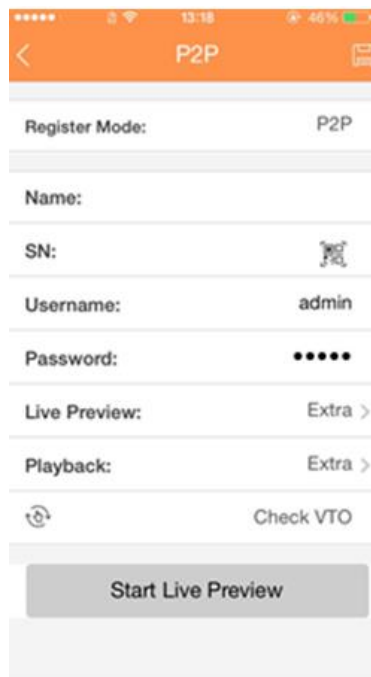 13:18 46%
P2P
Register Mode: P2P
Name:
SN:
Username: admin
Password: •••••
Live Preview: Extra >
Playback: Extra >
Check VTO
Start Live Preview